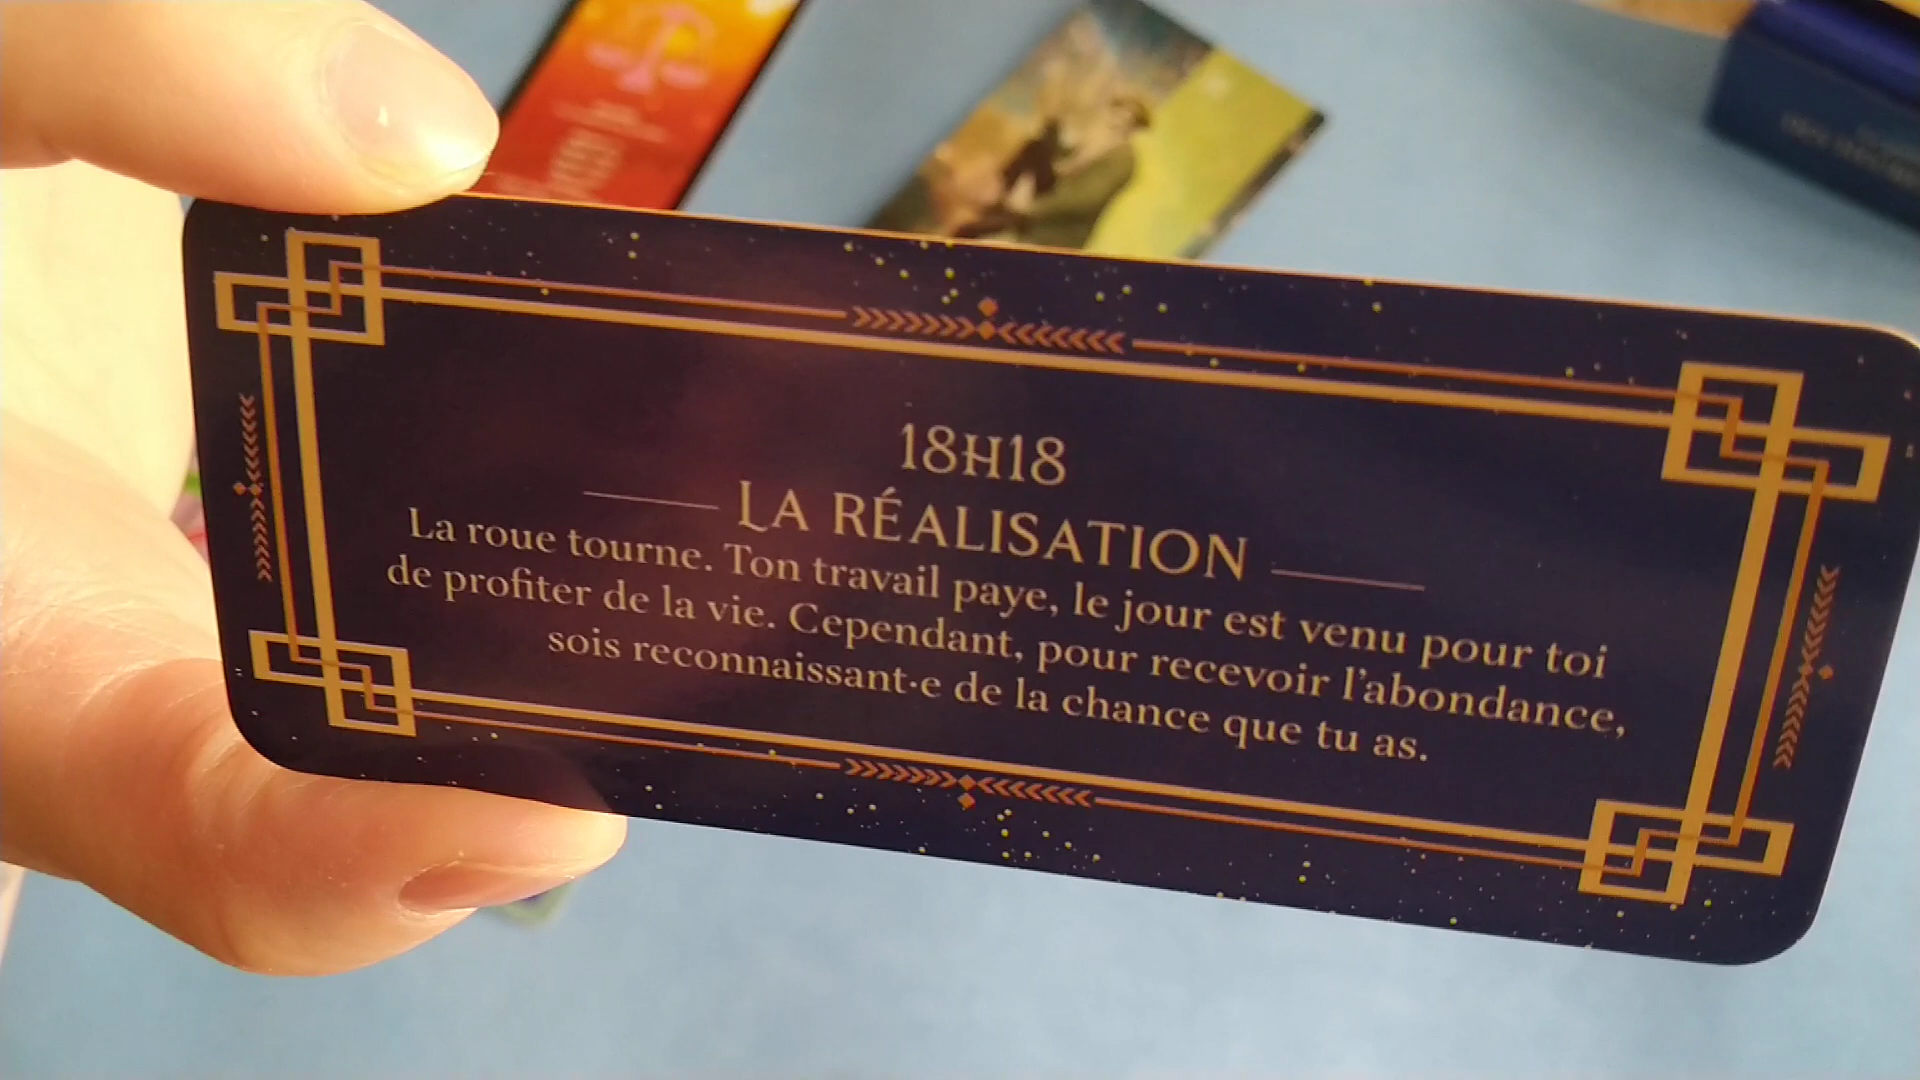 18H18
LA RÉALISATION
La roue tourne. Ton travail paye, le jour est venu pour toi
de profiter de la vie. Cependant, pour recevoir l'abondance,
sois reconnaissant·e de la chance que tu as.